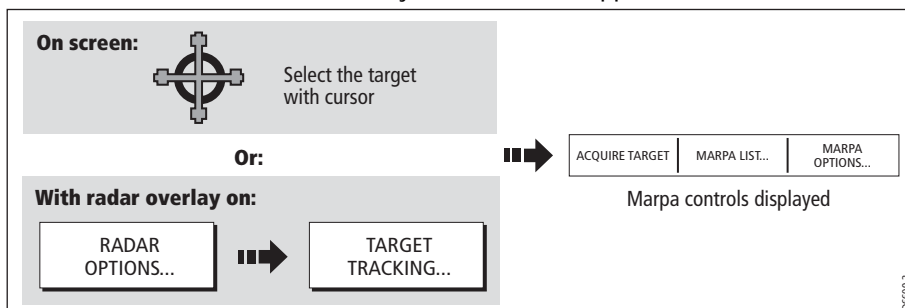 On screen:
Select the target
with cursor
Or:
With radar overlay on:
RADAR
OPTIONS...
TARGET
TRACKING...
ACQUIRE TARGET
MARPA LIST...
MARPA
OPTIONS...
Marpa controls displayed